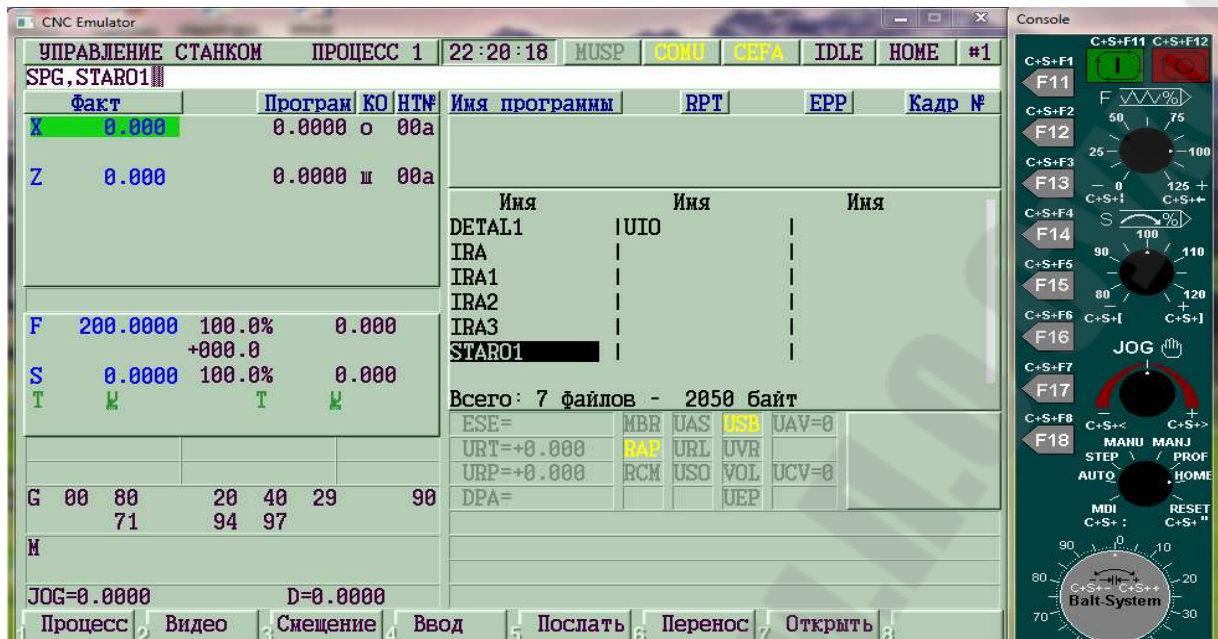 CNC Emulator
УПРАВЛЕНИЕ СТАНКОМ ПРОЦЕСС 1 22:20:18 MUSP COMU CEFA IDLE HOME #1
SPG,STARO1
Факт Програм КО НТ№ Имя программы RPT EPP Кадр №
X 0.000 0.0000 о 00a
Z 0.000 0.0000 ш 00a
Имя Имя Имя
DETAL1 |UIO |
IRA | |
IRA1 | |
IRA2 | |
IRA3 | |
STARO1 | |
Всего: 7 файлов - 2050 байт
F 200.0000 100.0% 0.000
+000.0
S 0.0000 100.0% 0.000
T T
ESE= MBR UAS USB UAV=0
URT=+0.000 RAP URL UVR
URP=+0.000 RCM USO VOL UCV=0
DPA= UEP
G 00 80 20 40 29 90
71 94 97
M
JOG=0.0000 D=0.0000
1 Процесс 2 Видео 3 Смещение 4 Ввод 5 Послать 6 Перенос 7 Открыть 8
Console
C+S+F11 C+S+F12
C+S+F1
F11
C+S+F2
F12
C+S+F3
F13
C+S+F4
F14
C+S+F5
F15
C+S+F6
F16
C+S+F7
F17
C+S+F8
F18
F %
50 75
25 100
– 0 125 +
C+S+¦ C+S+←
S %
100
90 110
80 120
– +
C+S+[ C+S+]
JOG
– +
C+S+< C+S+>
MANU MANJ
STEP PROF
AUTO HOME
MDI RESET
C+S+: C+S+"
90 0 10
80 20
– +
C+S+- C+S++
Balt-System
70 30